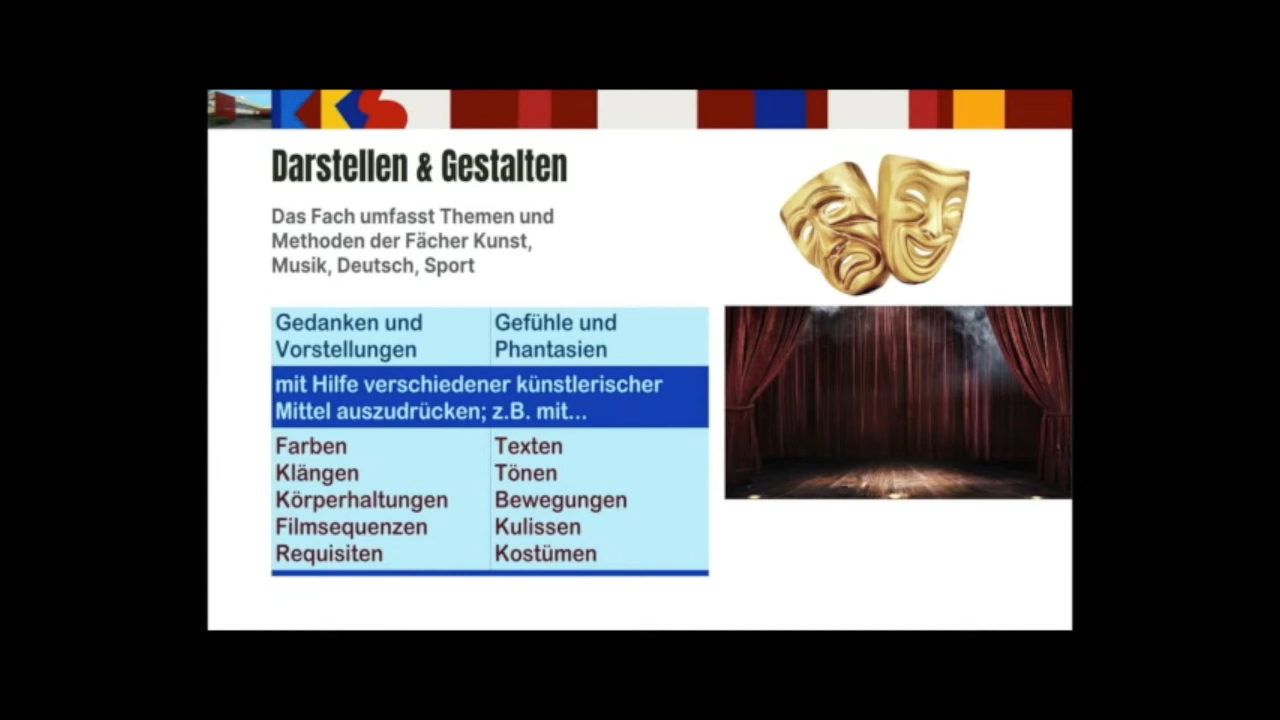 KKS
Darstellen & Gestalten
Das Fach umfasst Themen und
Methoden der Fächer Kunst,
Musik, Deutsch, Sport
Gedanken und
Vorstellungen
Gefühle und
Phantasien
mit Hilfe verschiedener künstlerischer
Mittel auszudrücken; z.B. mit...
Farben
Klängen
Körperhaltungen
Filmsequenzen
Requisiten
Texten
Tönen
Bewegungen
Kulissen
Kostümen